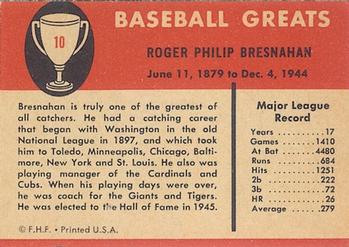 BASEBALL GREATS
10
ROGER PHILIP BRESNAHAN
June 11, 1879 to Dec. 4, 1944
Bresnahan is truly one of the greatest of
all catchers. He had a catching career
that began with Washington in the old
National League in 1897, and which took
him to Toledo, Minneapolis, Chicago, Balti-
more, New York and St. Louis. He also was
playing manager of the Cardinals and
Cubs. When his playing days were over,
he was coach for the Giants and Tigers.
He was elected to the Hall of Fame in 1945.
© F.H.F. • Printed U.S.A.
Major League
Record
Years 17
Games 1410
At Bat 4480
Runs 684
Hits 1251
2b 222
3b 72
HR 26
Average .279